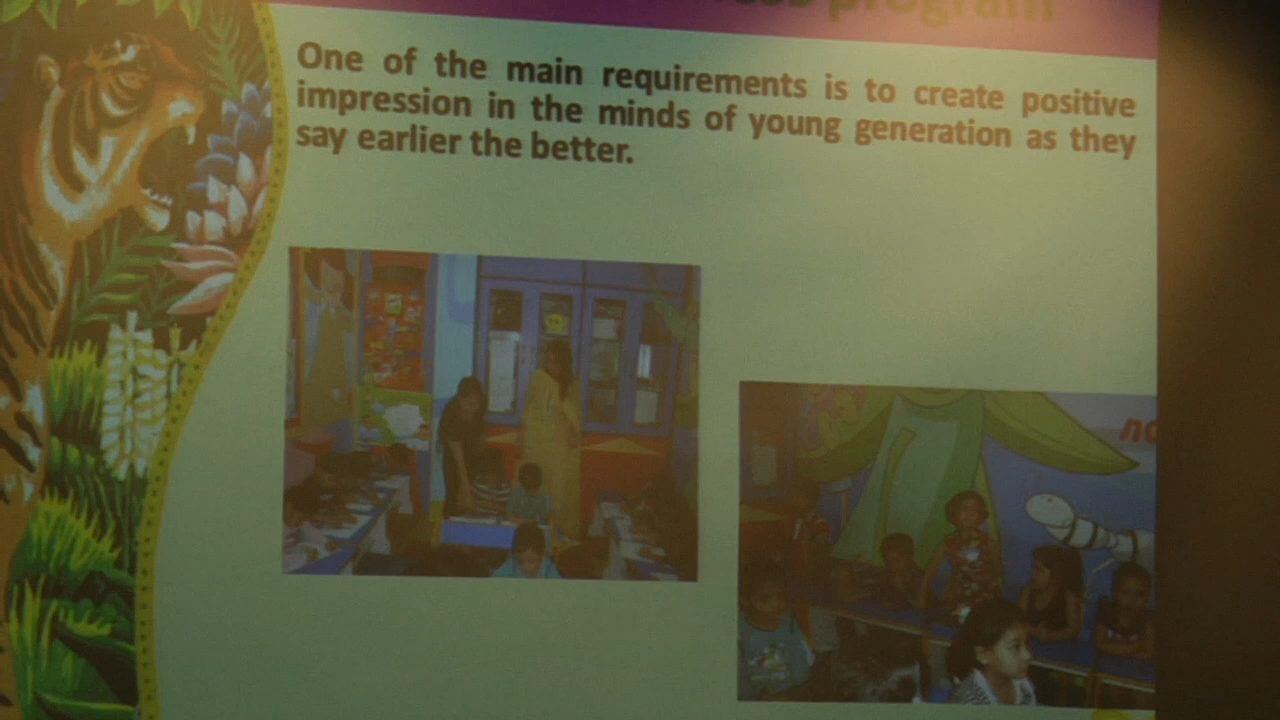 program
One of the main requirements is to create positive
impression in the minds of young generation as they
say earlier the better.